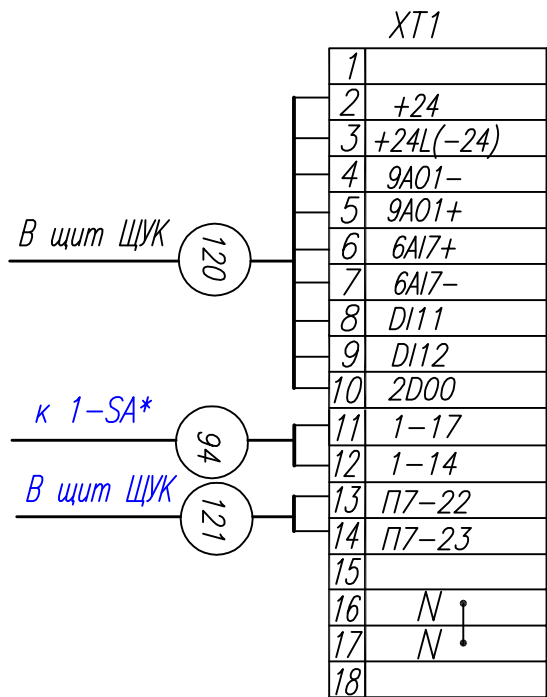 XT1
1
2 +24
3 +24L(-24)
4 9A01-
5 9A01+
В щит ЩУК
120
6 6AI7+
7 6AI7-
8 DI11
9 DI12
10 2D00
к 1-SA*
94
11 1-17
12 1-14
В щит ЩУК
121
13 П7-22
14 П7-23
15
16 N
17 N
18